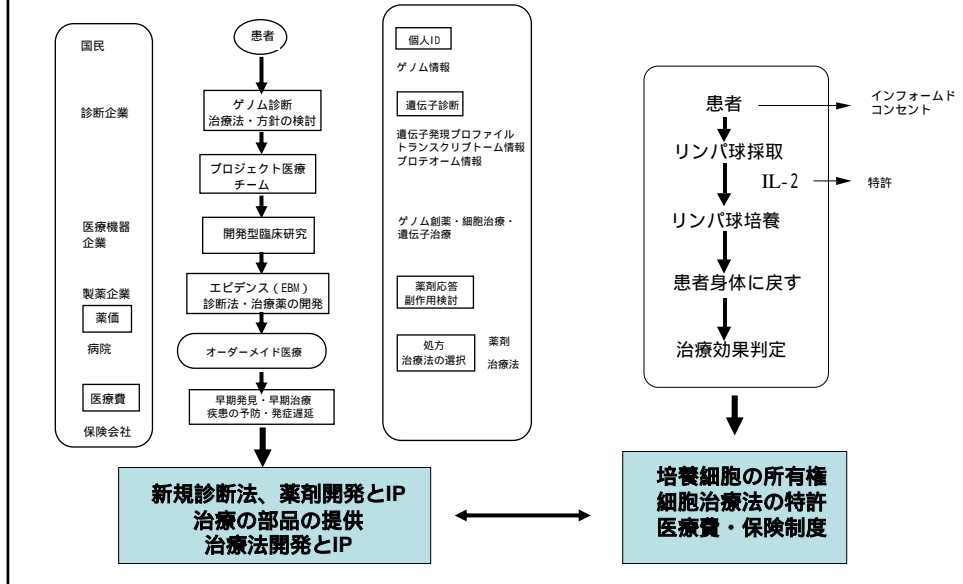 国民
診断企業
医療機器
企業
製薬企業
薬価
病院
医療費
保険会社
患者
ゲノム診断
治療法・方針の検討
プロジェクト医療
チーム
開発型臨床研究
エビデンス（EBM）
診断法・治療薬の開発
オーダーメイド医療
早期発見・早期治療
疾患の予防・発症遅延
個人ID
ゲノム情報
遺伝子診断
遺伝子発現プロファイル
トランスクリプトーム情報
プロテオーム情報
ゲノム創薬・細胞治療・
遺伝子治療
薬剤応答
副作用検討
処方
治療法の選択
薬剤
治療法
患者
インフォームド
コンセント
リンパ球採取
IL-2
特許
リンパ球培養
患者身体に戻す
治療効果判定
新規診断法、薬剤開発とIP
治療の部品の提供
治療法開発とIP
培養細胞の所有権
細胞治療法の特許
医療費・保険制度